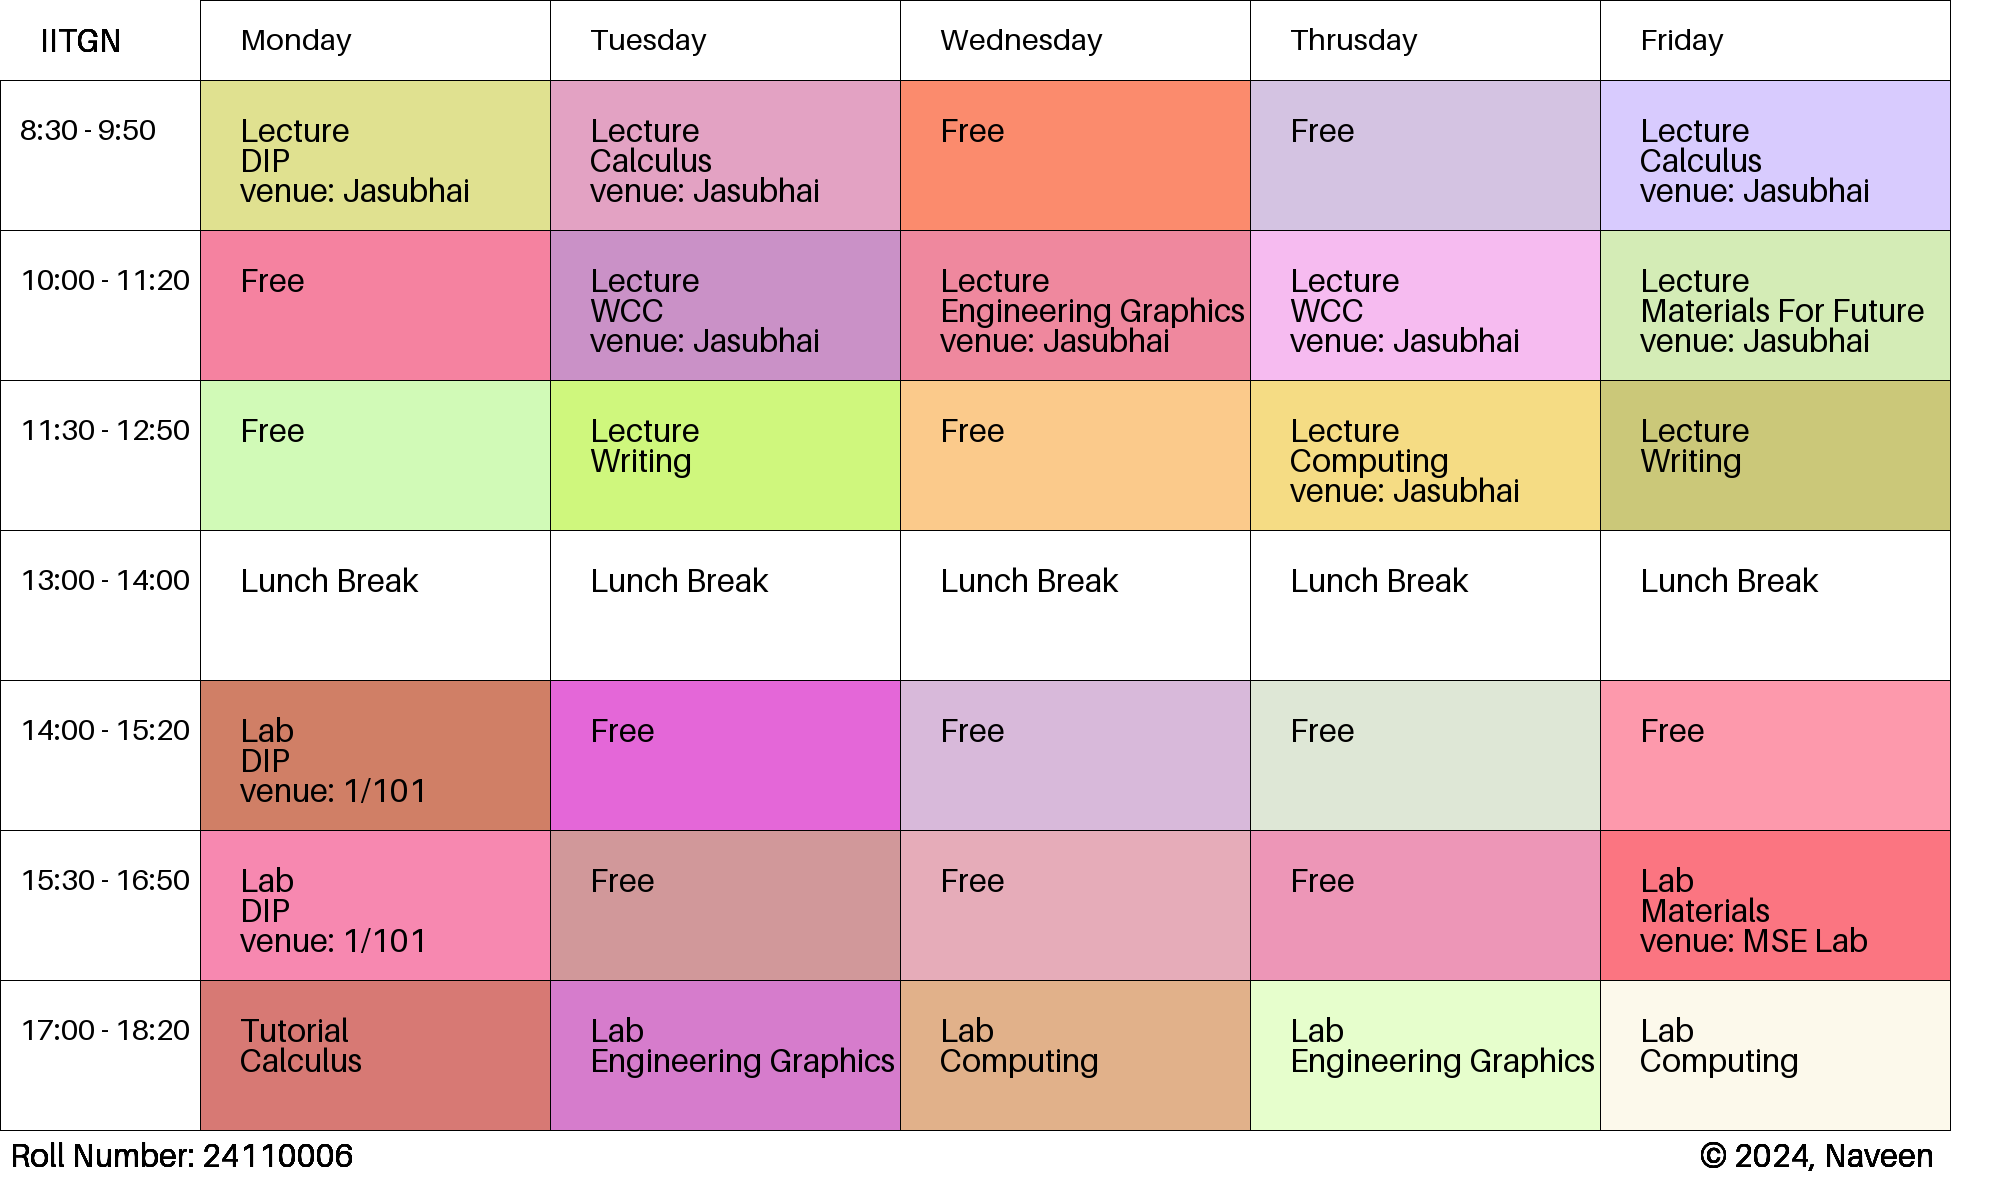 IITGN Monday Tuesday Wednesday Thrusday Friday
8:30 - 9:50
Lecture
DIP
venue: Jasubhai
Lecture
Calculus
venue: Jasubhai
Free
Free
Lecture
Calculus
venue: Jasubhai
10:00 - 11:20
Free
Lecture
WCC
venue: Jasubhai
Lecture
Engineering Graphics
venue: Jasubhai
Lecture
WCC
venue: Jasubhai
Lecture
Materials For Future
venue: Jasubhai
11:30 - 12:50
Free
Lecture
Writing
Free
Lecture
Computing
venue: Jasubhai
Lecture
Writing
13:00 - 14:00
Lunch Break
Lunch Break
Lunch Break
Lunch Break
Lunch Break
14:00 - 15:20
Lab
DIP
venue: 1/101
Free
Free
Free
Free
15:30 - 16:50
Lab
DIP
venue: 1/101
Free
Free
Free
Lab
Materials
venue: MSE Lab
17:00 - 18:20
Tutorial
Calculus
Lab
Engineering Graphics
Lab
Computing
Lab
Engineering Graphics
Lab
Computing
Roll Number: 24110006
© 2024, Naveen